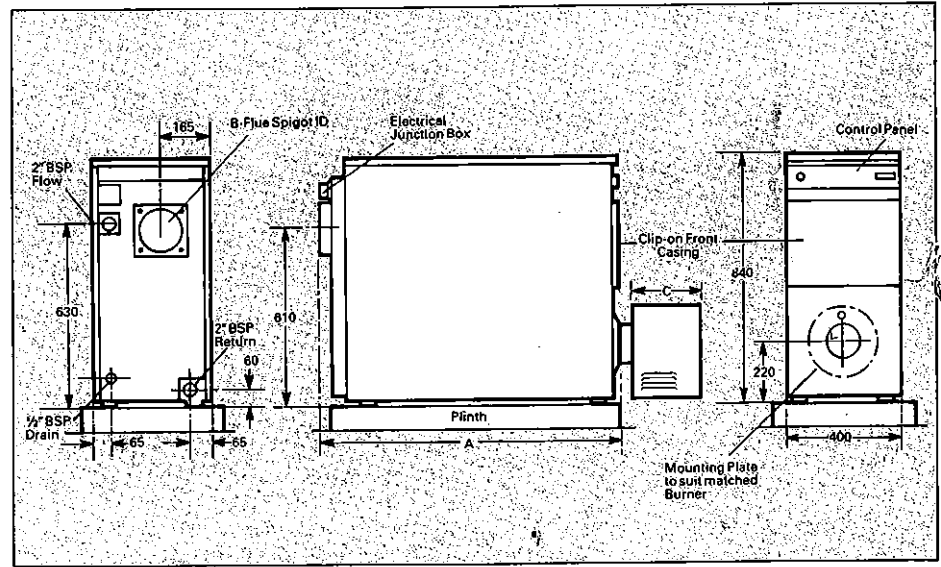 165
B-Flue Spigot ID
2" BSP
Flow
630
2" BSP
Return
60
½" BSP
Drain
65
65
Electrical
Junction Box
610
Plinth
A
C
Clip-on Front
Casing
Control Panel
840
220
400
Mounting Plate
to suit matched
Burner